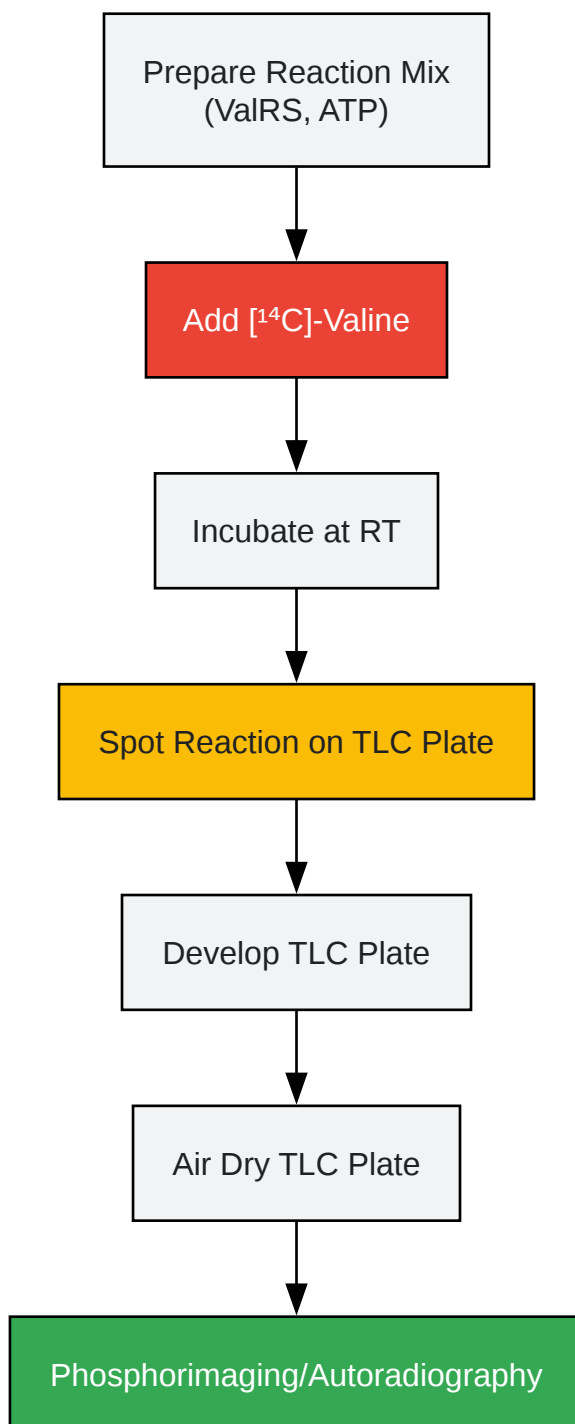 Prepare Reaction Mix
(ValRS, ATP)
Add [¹⁴C]-Valine
Incubate at RT
Spot Reaction on TLC Plate
Develop TLC Plate
Air Dry TLC Plate
Phosphorimaging/Autoradiography